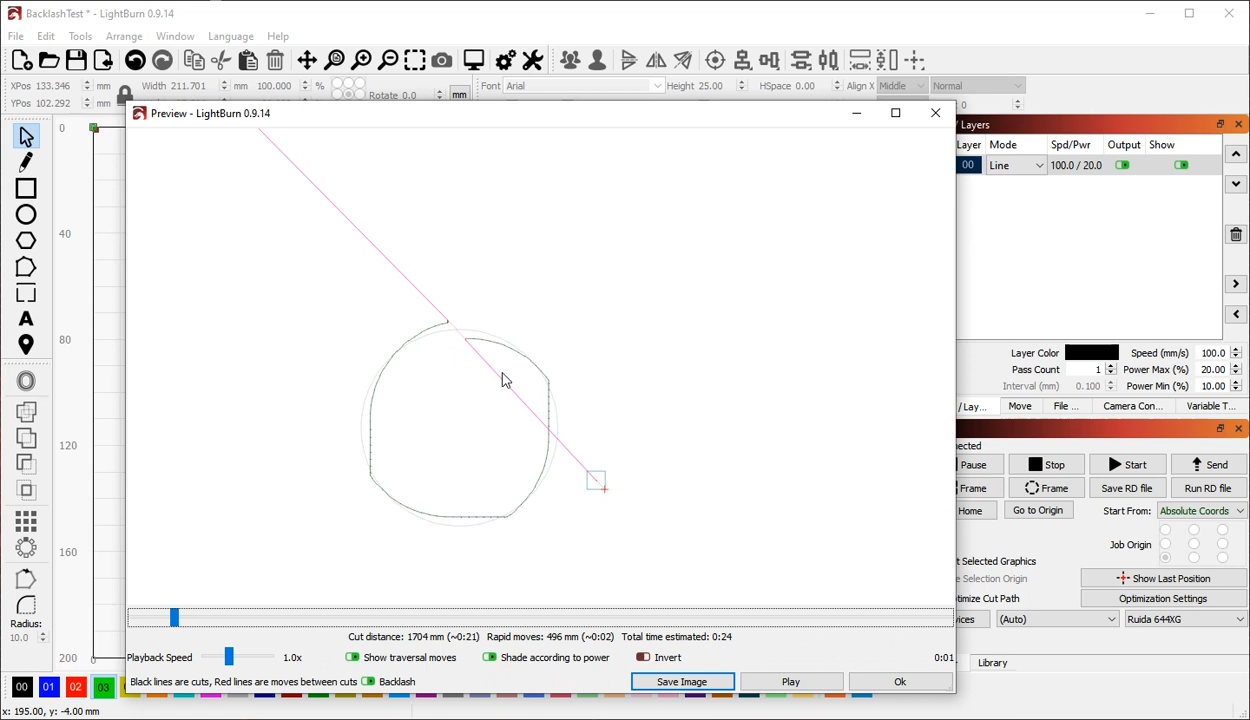 BacklashTest * - LightBurn 0.9.14
File Edit Tools Arrange Window Language Help
XPos 133.346 mm Width 211.701 mm 100.000 % Rotate 0.0 mm Font Arial Height 25.00 HSpace 0.00 Align X Middle Normal
YPos 102.292 mm 0
Preview - LightBurn 0.9.14
0
40
80
120
160
200
0
Layers
Layer Mode Spd/Pwr Output Show
00 Line 100.0 / 20.0
Layer Color Speed (mm/s) 100.0
Pass Count 1 Power Max (%) 20.00
Interval (mm) 0.100 Power Min (%) 10.00
/ Lay... Move File ... Camera Con... Variable T...
Pause Stop Start Send
Frame Frame Save RD file Run RD file
Home Go to Origin Start From: Absolute Coords
Job Origin
t Selected Graphics
e Selection Origin Show Last Position
timize Cut Path Optimization Settings
(Auto) Ruida 644XG
Library
Radius:
10.0
Cut distance: 1704 mm (~0:21) Rapid moves: 496 mm (~0:02) Total time estimated: 0:24
Playback Speed 1.0x Show traversal moves Shade according to power Invert 0:01
Black lines are cuts, Red lines are moves between cuts Backlash Save Image Play Ok
00 01 02 03
x: 195.00, y: -4.00 mm